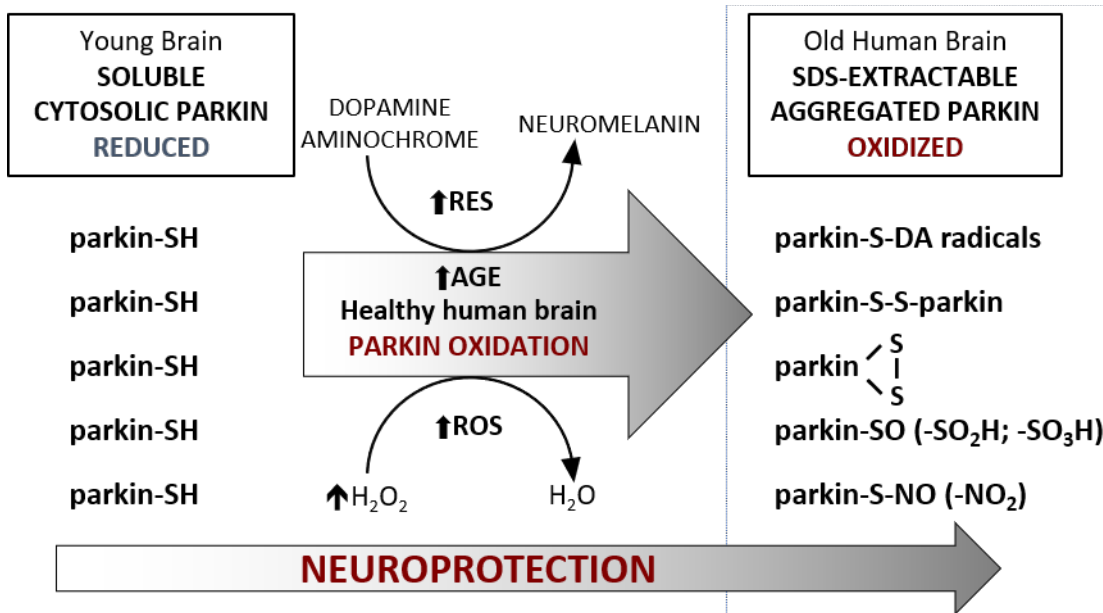 Young Brain
SOLUBLE
CYTOSOLIC PARKIN
REDUCED
DOPAMINE
AMINOCHROME
NEUROMELANIN
Old Human Brain
SDS-EXTRACTABLE
AGGREGATED PARKIN
OXIDIZED
parkin-SH
parkin-SH
parkin-SH
parkin-SH
parkin-SH
⬆RES
⬆AGE
Healthy human brain
PARKIN OXIDATION
⬆ROS
⬆H₂O₂
H₂O
parkin-S-DA radicals
parkin-S-S-parkin
parkin
S
S
parkin-SO (-SO₂H; -SO₃H)
parkin-S-NO (-NO₂)
NEUROPROTECTION